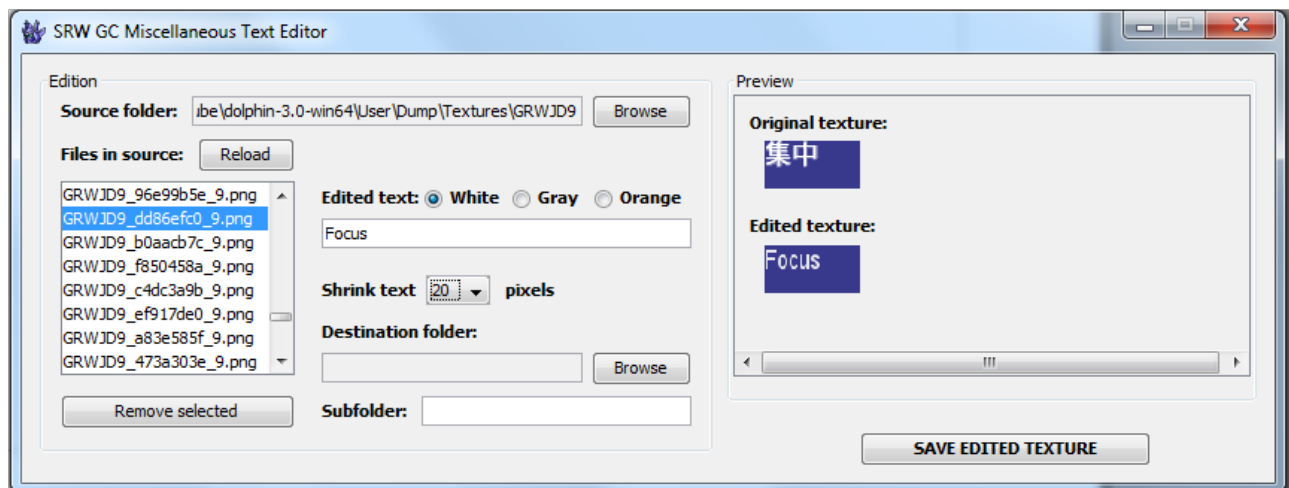 SRW GC Miscellaneous Text Editor
Edition
Source folder: ube\dolphin-3.0-win64\User\Dump\Textures\GRWJD9 Browse
Files in source: Reload
GRWJD9_96e99b5e_9.png
GRWJD9_dd86efc0_9.png
GRWJD9_b0aacb7c_9.png
GRWJD9_f850458a_9.png
GRWJD9_c4dc3a9b_9.png
GRWJD9_ef917de0_9.png
GRWJD9_a83e585f_9.png
GRWJD9_473a303e_9.png
Remove selected
Edited text: White Gray Orange
Focus
Shrink text 20 pixels
Destination folder:
Browse
Subfolder:
Preview
Original texture:
集中
Edited texture:
Focus
SAVE EDITED TEXTURE